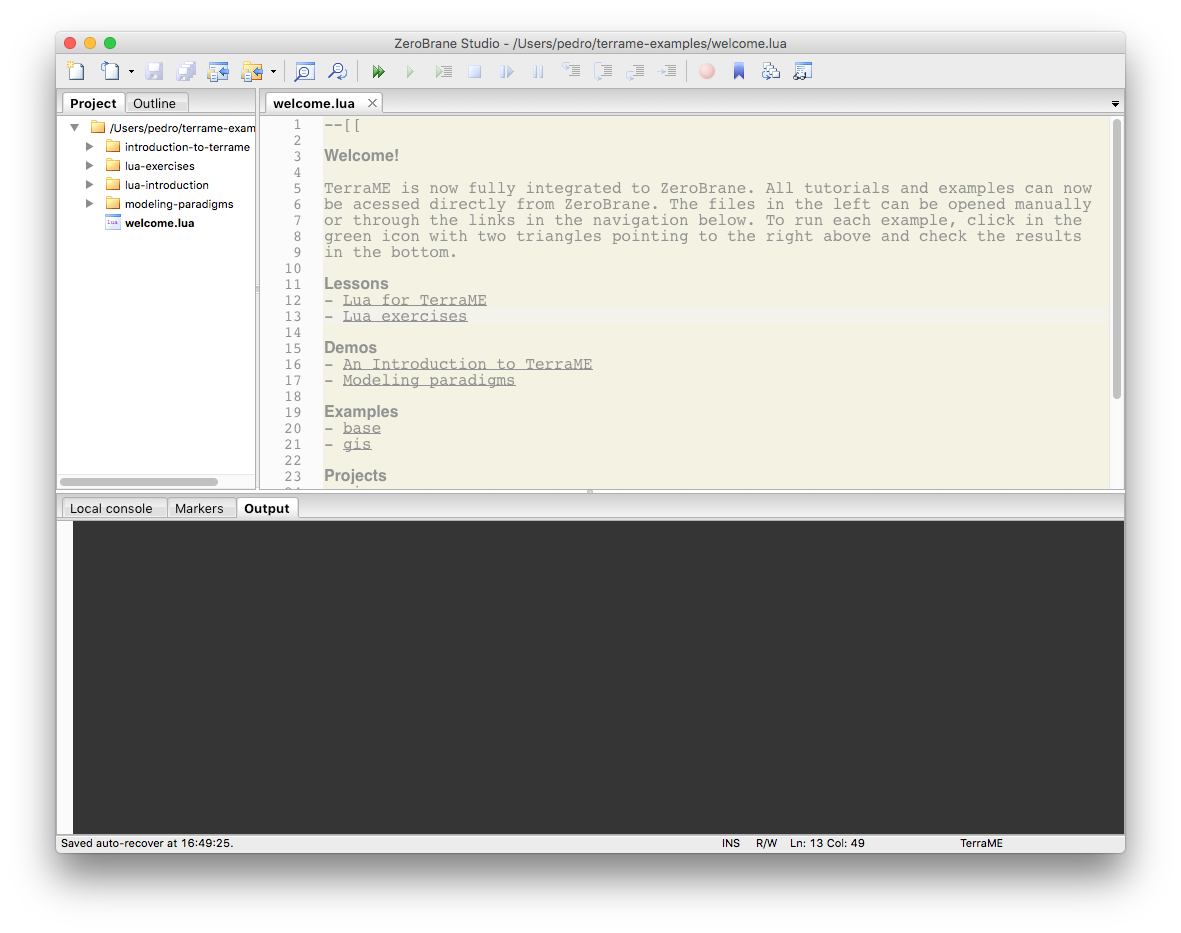 ZeroBrane Studio - /Users/pedro/terrame-examples/welcome.lua
Project
Outline
/Users/pedro/terrame-exam
introduction-to-terrame
lua-exercises
lua-introduction
modeling-paradigms
welcome.lua
welcome.lua
1 --[[
2
3 Welcome!
4
5 TerraME is now fully integrated to ZeroBrane. All tutorials and examples can now
6 be acessed directly from ZeroBrane. The files in the left can be opened manually
7 or through the links in the navigation below. To run each example, click in the
8 green icon with two triangles pointing to the right above and check the results
9 in the bottom.
10
11 Lessons
12 - Lua for TerraME
13 - Lua exercises
14
15 Demos
16 - An Introduction to TerraME
17 - Modeling paradigms
18
19 Examples
20 - base
21 - gis
22
23 Projects
Local console
Markers
Output
Saved auto-recover at 16:49:25.
INS
R/W
Ln: 13 Col: 49
TerraME